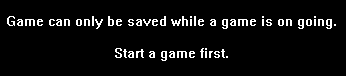 Game can only be saved while a game is on going.
Start a game first.